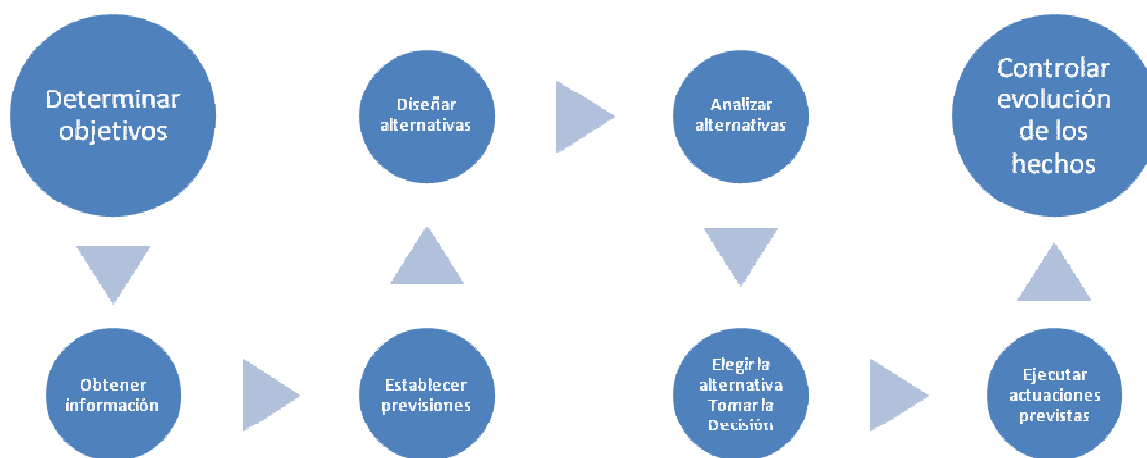 Determinar
objetivos
Obtener
información
Establecer
previsiones
Diseñar
alternativas
Analizar
alternativas
Elegir la
alternativa
Tomar la
Decisión
Ejecutar
actuaciones
previstas
Controlar
evolución
de los
hechos